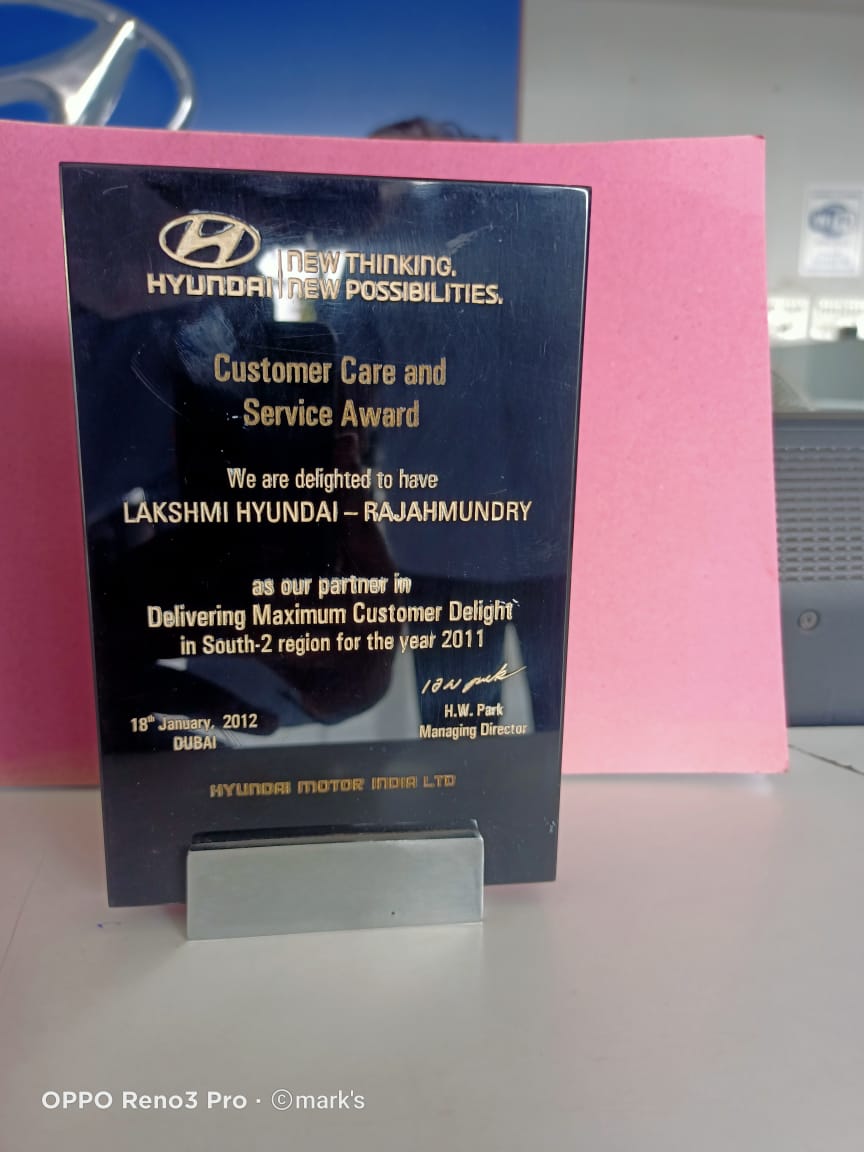 HYUNDAI
NEW THINKING.
NEW POSSIBILITIES.
Customer Care and
Service Award
We are delighted to have
LAKSHMI HYUNDAI – RAJAHMUNDRY
as our partner in
Delivering Maximum Customer Delight
in South-2 region for the year 2011
18th January, 2012
DUBAI
H.W. Park
Managing Director
HYUNDAI MOTOR INDIA LTD
OPPO Reno3 Pro · ©mark's